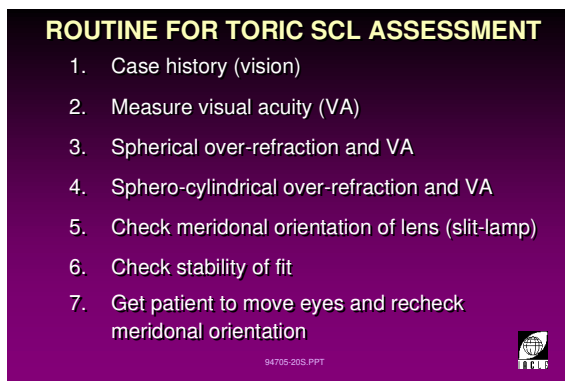 ROUTINE FOR TORIC SCL ASSESSMENT
1. Case history (vision)
2. Measure visual acuity (VA)
3. Spherical over-refraction and VA
4. Sphero-cylindrical over-refraction and VA
5. Check meridonal orientation of lens (slit-lamp)
6. Check stability of fit
7. Get patient to move eyes and recheck
meridonal orientation
94705-20S.PPT
IACLE